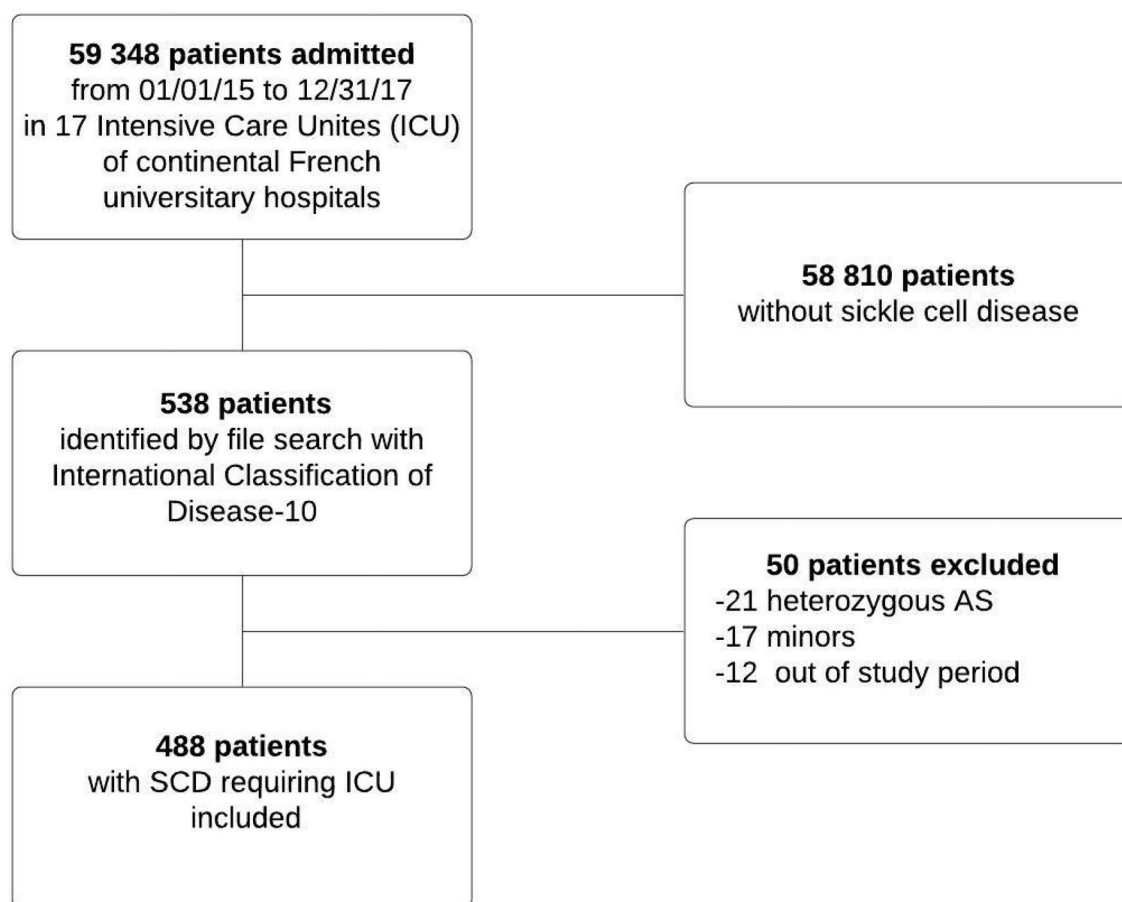 59 348 patients admitted
from 01/01/15 to 12/31/17
in 17 Intensive Care Unites (ICU)
of continental French
universitary hospitals
58 810 patients
without sickle cell disease
538 patients
identified by file search with
International Classification of
Disease-10
50 patients excluded
-21 heterozygous AS
-17 minors
-12  out of study period
488 patients
with SCD requiring ICU
included